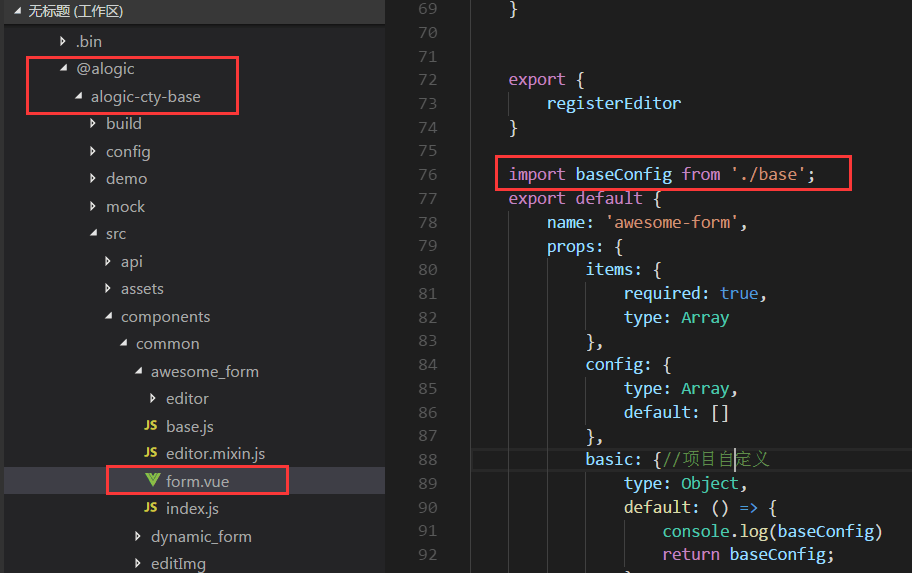 无标题 (工作区)
.bin
@alogic
alogic-cty-base
build
config
demo
mock
src
api
assets
components
common
awesome_form
editor
JS base.js
JS editor.mixin.js
form.vue
JS index.js
dynamic_form
editImg
69 }
70
71
72 export {
73 registerEditor
74 }
75
76 import baseConfig from './base';
77 export default {
78 name: 'awesome-form',
79 props: {
80 items: {
81 required: true,
82 type: Array
83 },
84 config: {
85 type: Array,
86 default: []
87 },
88 basic: {//项目自定义
89 type: Object,
90 default: () => {
91 console.log(baseConfig)
92 return baseConfig;